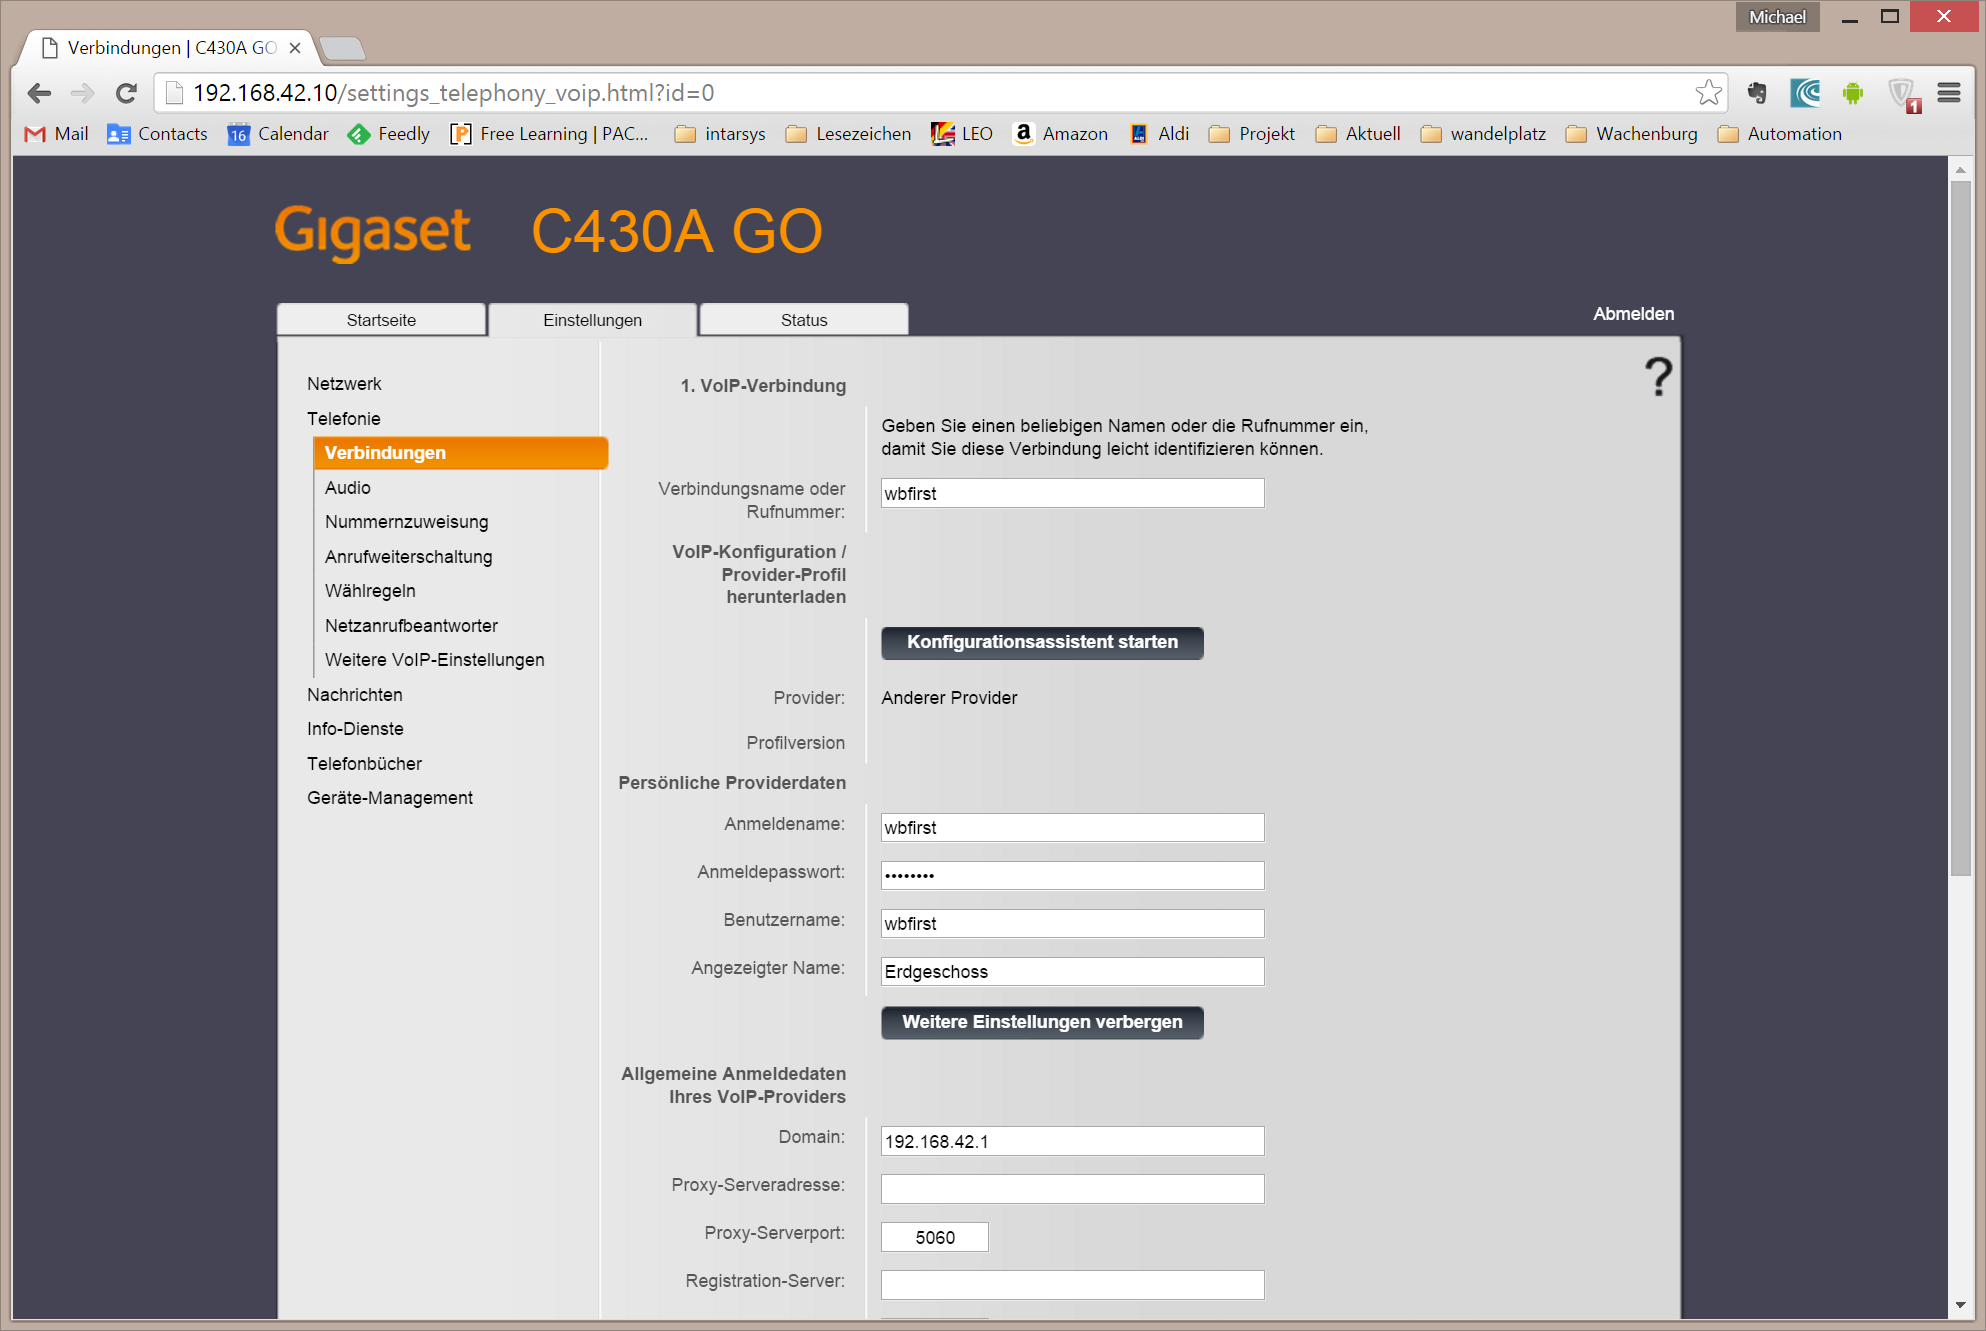 Michael
Verbindungen | C430A GO
192.168.42.10/settings_telephony_voip.html?id=0
1
Mail
Contacts
16
Calendar
Feedly
Free Learning | PAC...
intarsys
Lesezeichen
LEO
Amazon
Aldi
Projekt
Aktuell
wandelplatz
Wachenburg
Automation
Gigaset
C430A GO
Startseite
Einstellungen
Status
Abmelden
?
Netzwerk
Telefonie
Verbindungen
Audio
Nummernzuweisung
Anrufweiterschaltung
Wählregeln
Netzanrufbeantworter
Weitere VoIP-Einstellungen
Nachrichten
Info-Dienste
Telefonbücher
Geräte-Management
1. VoIP-Verbindung
Geben Sie einen beliebigen Namen oder die Rufnummer ein,
damit Sie diese Verbindung leicht identifizieren können.
Verbindungsname oder
Rufnummer:
wbfirst
VoIP-Konfiguration /
Provider-Profil
herunterladen
Konfigurationsassistent starten
Provider:
Anderer Provider
Profilversion
Persönliche Providerdaten
Anmeldename:
wbfirst
Anmeldepasswort:
••••••••
Benutzername:
wbfirst
Angezeigter Name:
Erdgeschoss
Weitere Einstellungen verbergen
Allgemeine Anmeldedaten
Ihres VoIP-Providers
Domain:
192.168.42.1
Proxy-Serveradresse:
Proxy-Serverport:
5060
Registration-Server: